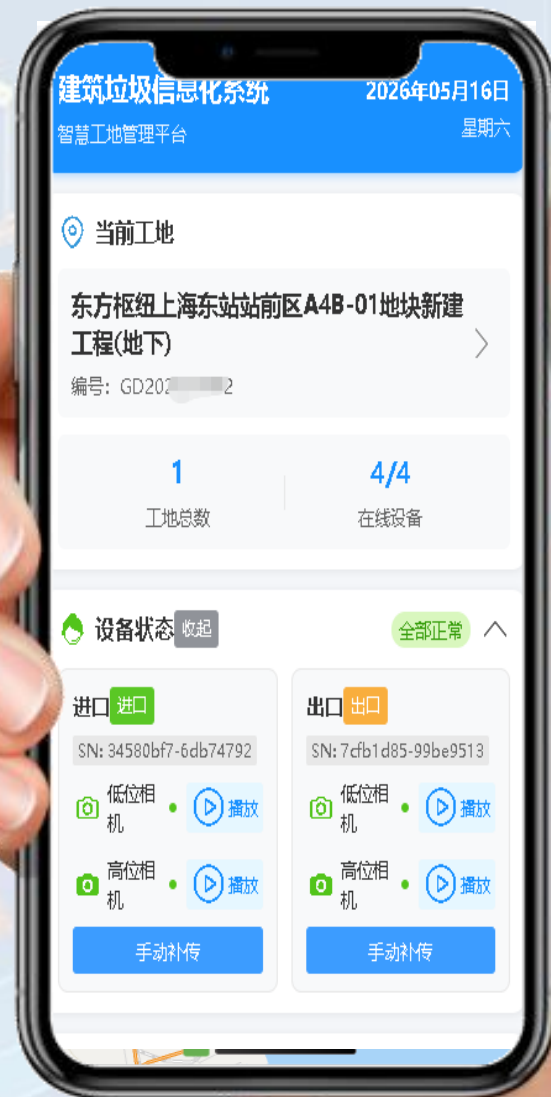 建筑垃圾信息化系统
2026年05月16日
智慧工地管理平台
星期六
当前工地
东方枢纽上海东站站前区A4B-01地块新建
工程(地下)
编号: GD202 2
1
4/4
工地总数
在线设备
设备状态 收起
全部正常
进口 进口
出口 出口
SN: 34580bf7-6db74792
SN: 7cfb1d85-99be9513
低位相
机
播放
低位相
机
播放
高位相
机
播放
高位相
机
播放
手动补传
手动补传